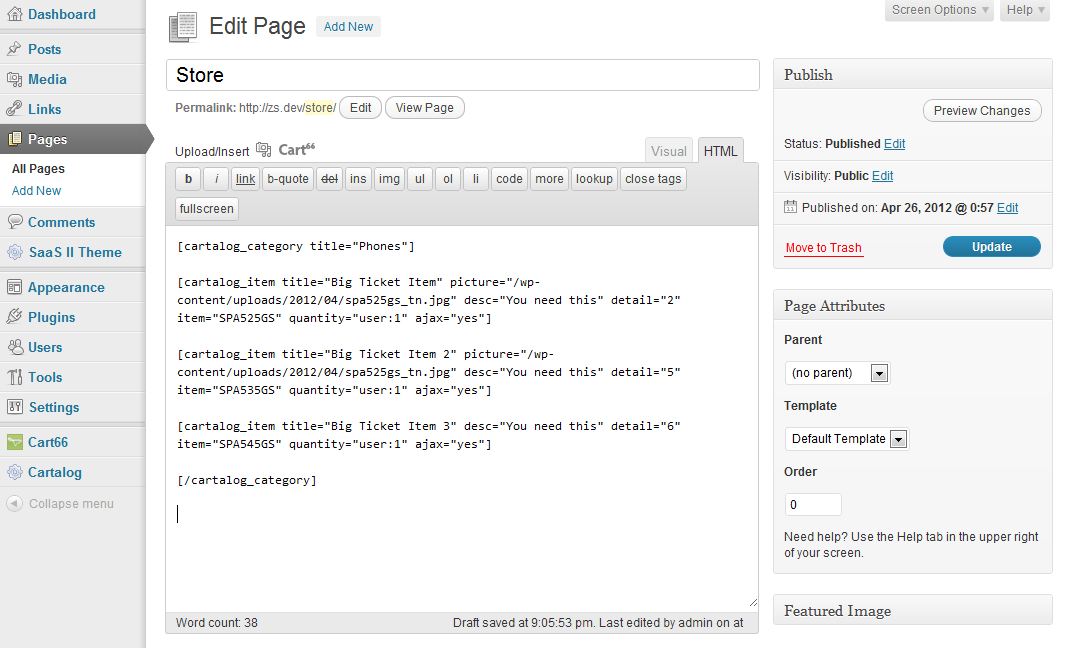 Dashboard
Posts
Media
Links
Pages
All Pages
Add New
Comments
SaaS II Theme
Appearance
Plugins
Users
Tools
Settings
Cart66
Cartalog
Collapse menu
Screen Options
Help
Edit Page
Add New
Store
Permalink: http://zs.dev/store/ Edit View Page
Upload/Insert Cart66
Visual HTML
b i link b-quote del ins img ul ol li code more lookup close tags
fullscreen
[cartalog_category title="Phones"]
[cartalog_item title="Big Ticket Item" picture="/wp-
content/uploads/2012/04/spa525gs_tn.jpg" desc="You need this" detail="2"
item="SPA525GS" quantity="user:1" ajax="yes"]
[cartalog_item title="Big Ticket Item 2" picture="/wp-
content/uploads/2012/04/spa525gs_tn.jpg" desc="You need this" detail="5"
item="SPA535GS" quantity="user:1" ajax="yes"]
[cartalog_item title="Big Ticket Item 3" desc="You need this" detail="6"
item="SPA545GS" quantity="user:1" ajax="yes"]
[/cartalog_category]
Word count: 38
Draft saved at 9:05:53 pm. Last edited by admin on at
Publish
Preview Changes
Status: Published Edit
Visibility: Public Edit
Published on: Apr 26, 2012 @ 0:57 Edit
Move to Trash
Update
Page Attributes
Parent
(no parent)
Template
Default Template
Order
0
Need help? Use the Help tab in the upper right
of your screen.
Featured Image